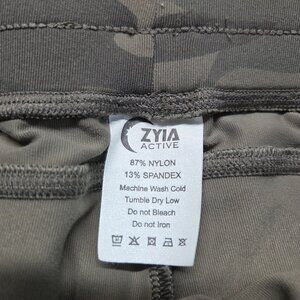 ZYIA
ACTIVE
87% NYLON
13% SPANDEX
Machine Wash Cold
Tumble Dry Low
Do not Bleach
Do not Iron